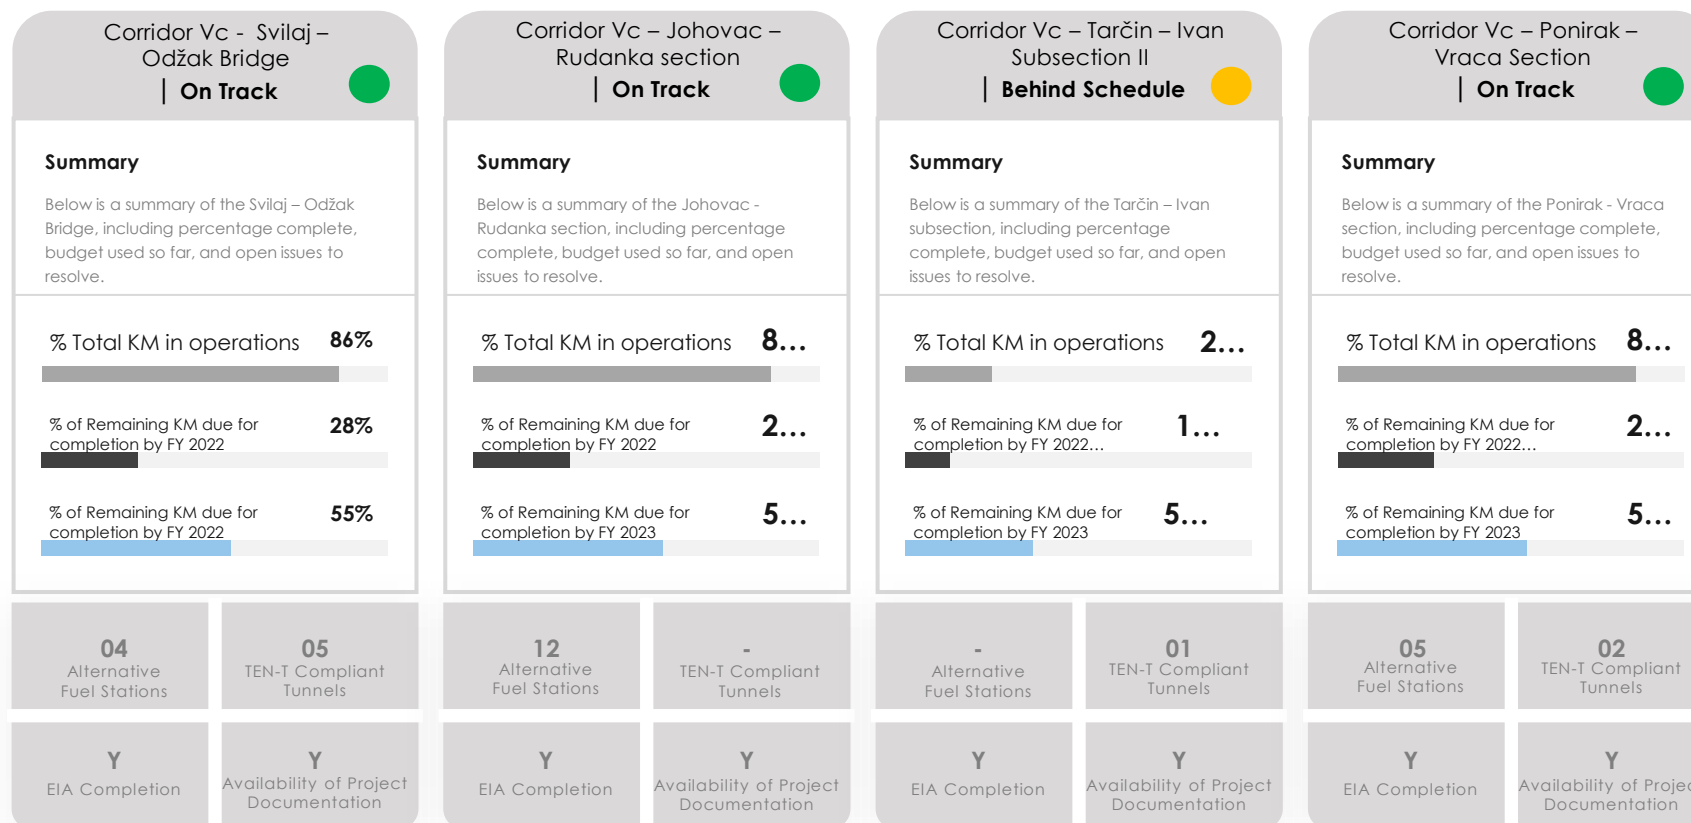 Corridor Vc - Svilaj –
Odžak Bridge
| On Track
Summary
Below is a summary of the Svilaj – Odžak
Bridge, including percentage complete,
budget used so far, and open issues to
resolve.
% Total KM in operations 86%
% of Remaining KM due for 28%
completion by FY 2022
% of Remaining KM due for 55%
completion by FY 2022
04
Alternative
Fuel Stations
05
TEN-T Compliant
Tunnels
Y
EIA Completion
Y
Availability of Project
Documentation
Corridor Vc – Johovac –
Rudanka section
| On Track
Summary
Below is a summary of the Johovac -
Rudanka section, including percentage
complete, budget used so far, and open
issues to resolve.
% Total KM in operations 8...
% of Remaining KM due for 2...
completion by FY 2022
% of Remaining KM due for 5...
completion by FY 2023
12
Alternative
Fuel Stations
-
TEN-T Compliant
Tunnels
Y
EIA Completion
Y
Availability of Project
Documentation
Corridor Vc – Tarčin – Ivan
Subsection II
| Behind Schedule
Summary
Below is a summary of the Tarčin – Ivan
subsection, including percentage
complete, budget used so far, and open
issues to resolve.
% Total KM in operations 2...
% of Remaining KM due for 1...
completion by FY 2022...
% of Remaining KM due for 5...
completion by FY 2023
-
Alternative
Fuel Stations
01
TEN-T Compliant
Tunnels
Y
EIA Completion
Y
Availability of Project
Documentation
Corridor Vc – Ponirak –
Vraca Section
| On Track
Summary
Below is a summary of the Ponirak - Vraca
section, including percentage complete,
budget used so far, and open issues to
resolve.
% Total KM in operations 8...
% of Remaining KM due for 2...
completion by FY 2022...
% of Remaining KM due for 5...
completion by FY 2023
05
Alternative
Fuel Stations
02
TEN-T Compliant
Tunnels
Y
EIA Completion
Y
Availability of Projec
Documentation